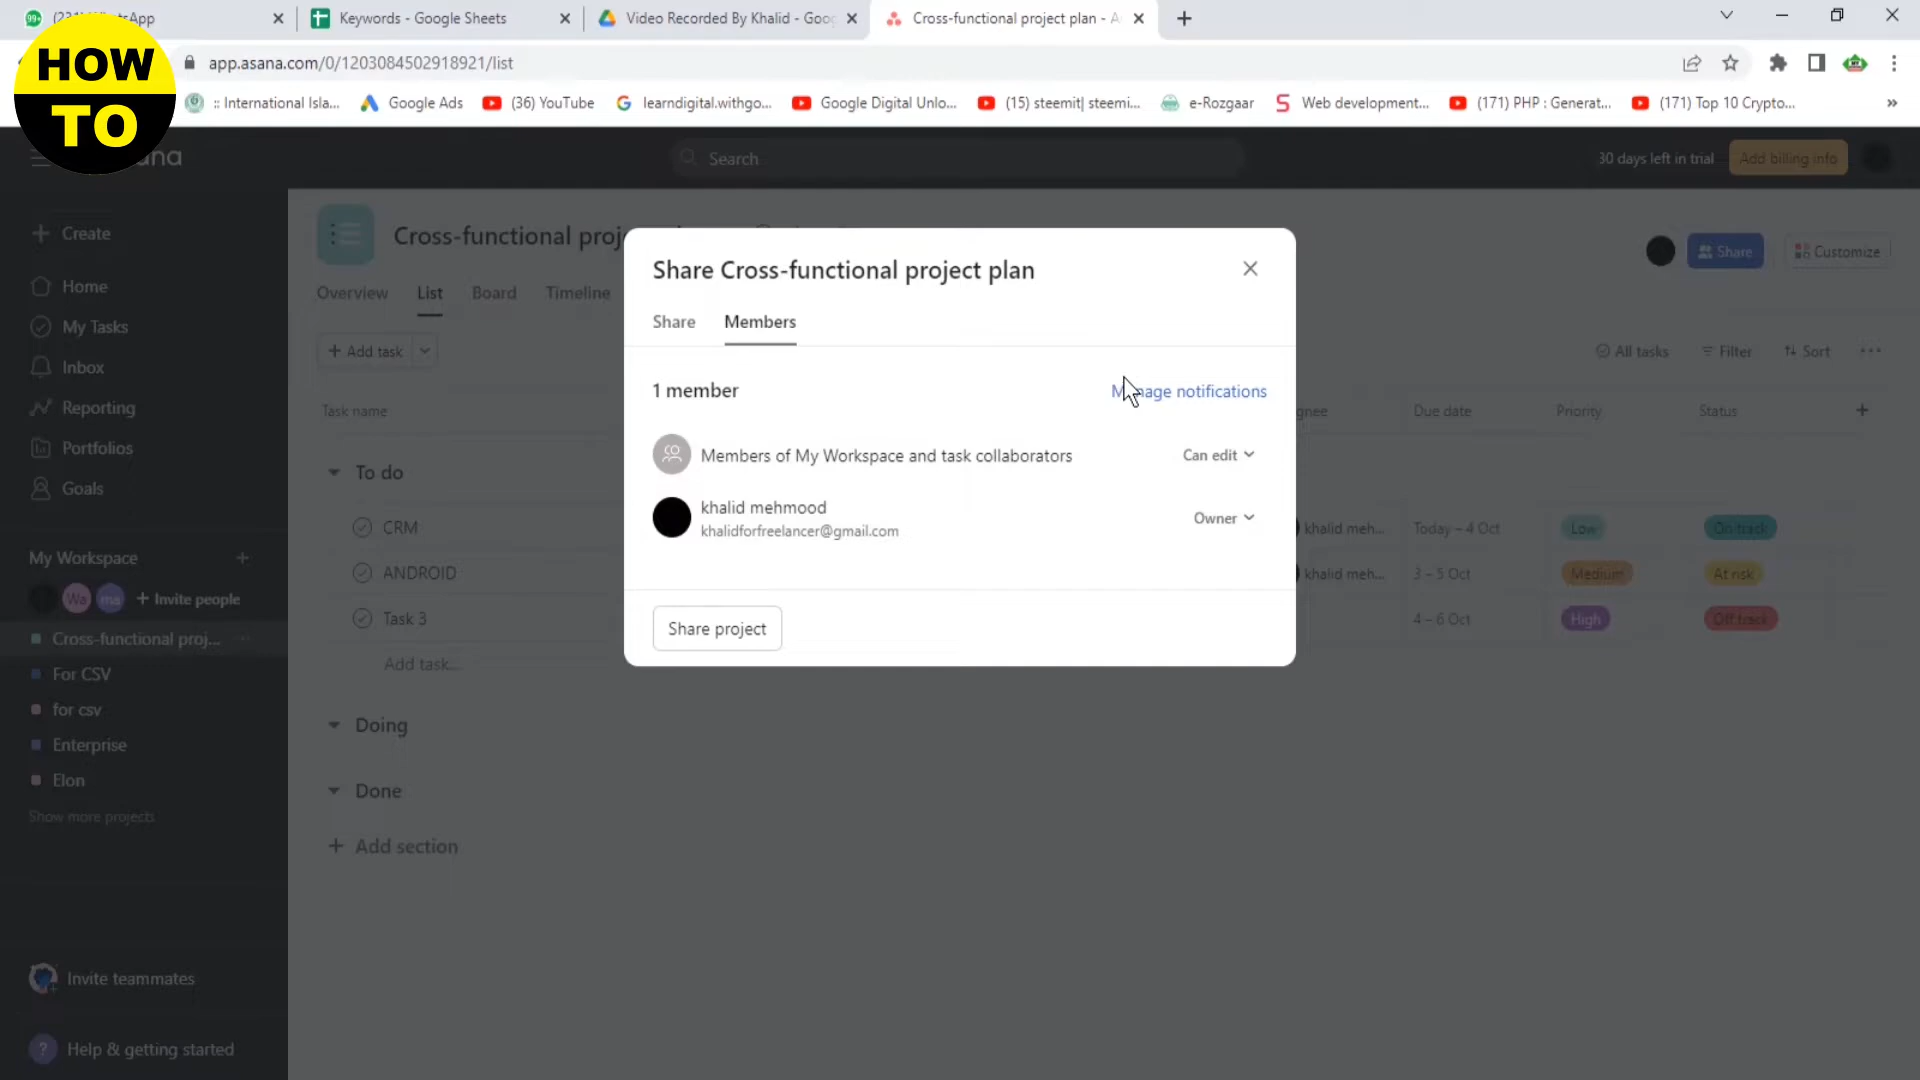 WhatsApp
Keywords - Google Sheets
Video Recorded By Khalid - Goo
Cross-functional project plan - A
HOW
TO
app.asana.com/0/1203084502918921/list
:: International Isla...
Google Ads
(36) YouTube
learndigital.withgo...
Google Digital Unlo...
(15) steemit| steemi...
e-Rozgaar
Web development...
(171) PHP : Generat...
(171) Top 10 Crypto...
»
ana
Search
30 days left in trial
Add billing info
Create
Home
My Tasks
Inbox
Reporting
Portfolios
Goals
My Workspace
Wa
ma
Invite people
Cross-functional proj...
For CSV
for csv
Enterprise
Elon
Show more projects
Invite teammates
? Help & getting started
Cross-functional proj
Share
Customize
Overview
List
Board
Timeline
+ Add task
All tasks
Filter
Sort
Task name
gnee
Due date
Priority
Status
To do
CRM
khalid meh...
Today – 4 Oct
Low
On track
ANDROID
khalid meh...
3 – 5 Oct
Medium
At risk
Task 3
4 – 6 Oct
High
Off track
Add task...
Doing
Done
+ Add section
Share Cross-functional project plan
Share
Members
1 member
Manage notifications
Members of My Workspace and task collaborators
Can edit
khalid mehmood
khalidforfreelancer@gmail.com
Owner
Share project